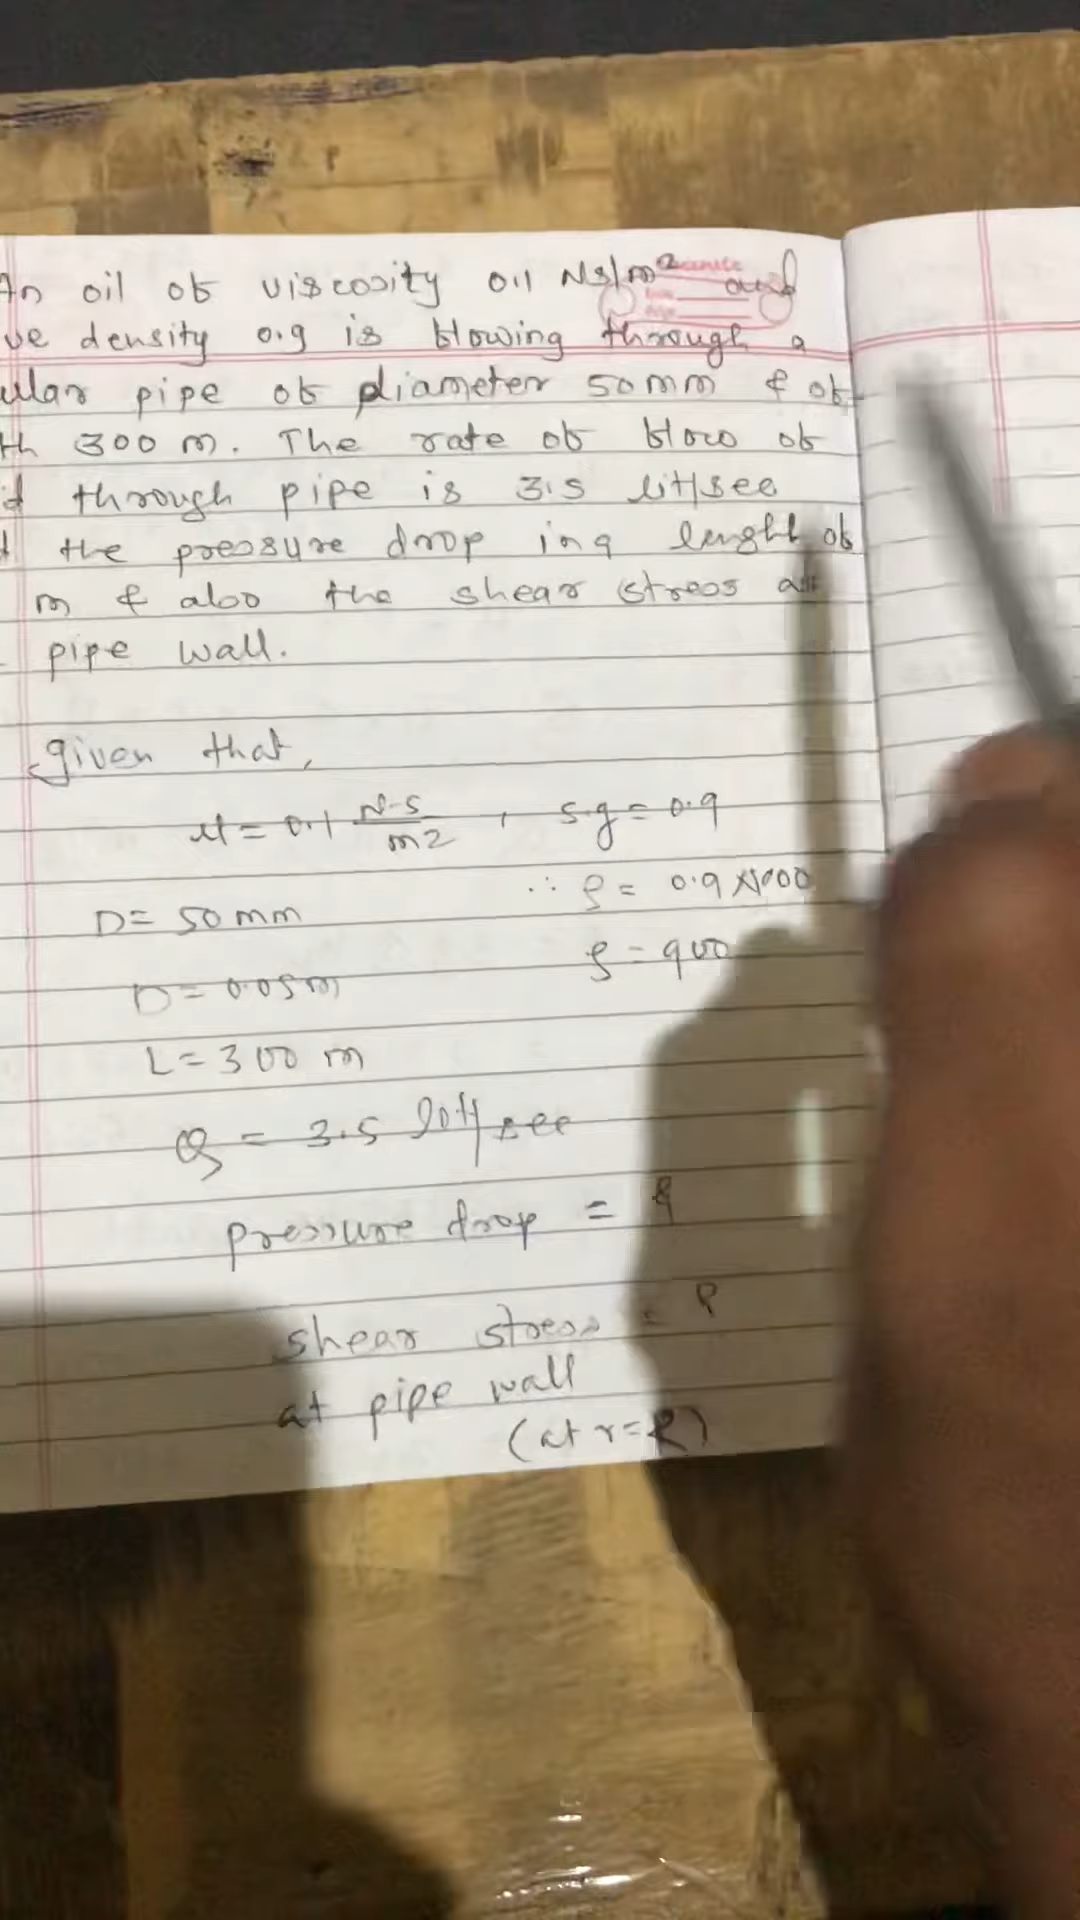 An oil of viscosity 0.1 Ns/m² and
ve density 0.9 is flowing through a
ular pipe of diameter 50mm & of
th 300 m. The rate of flow of
d through pipe is 3.5 lit/sec
the pressure drop in a lenght of
m & also the shear stress at
pipe wall.
given that,
μ = 0.1 N-s/m2 , s.g = 0.9
∴ ρ = 0.9 × 1000
D = 50 mm
ρ = 900
D = 0.05m
L = 300 m
Q = 3.5 lit/sec
pressure drop = ?
shear stress = ?
at pipe wall
(at r=R)